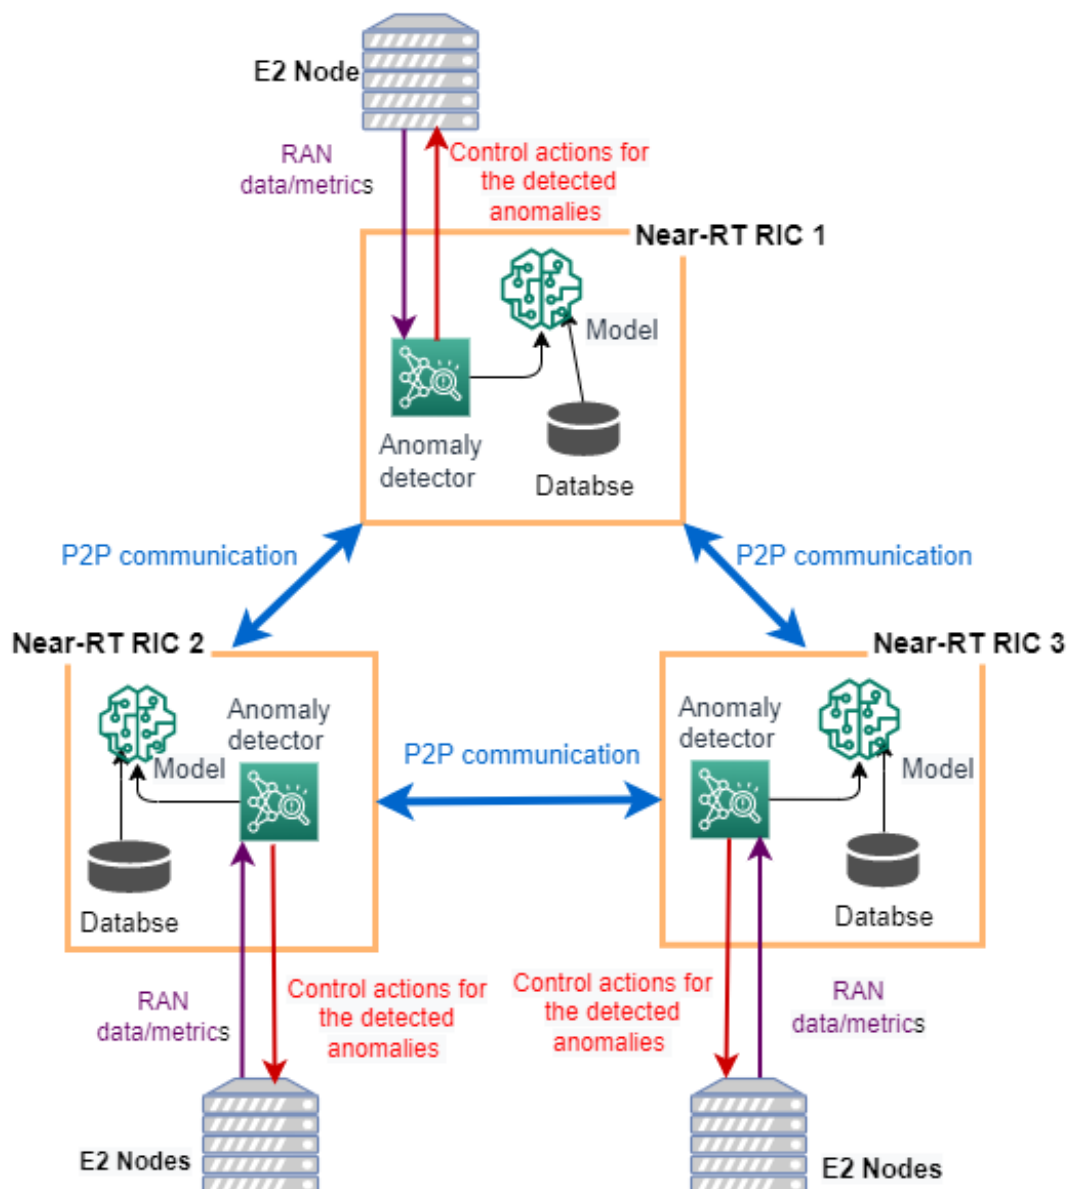 E2 Node
RAN
data/metrics
Control actions for
the detected
anomalies
Near-RT RIC 1
Model
Anomaly
detector
Databse
P2P communication
P2P communication
Near-RT RIC 2
Near-RT RIC 3
Anomaly
detector
Model
Databse
P2P communication
Anomaly
detector
Model
Databse
RAN
data/metrics
Control actions for
the detected
anomalies
Control actions for
the detected
anomalies
RAN
data/metrics
E2 Nodes
E2 Nodes